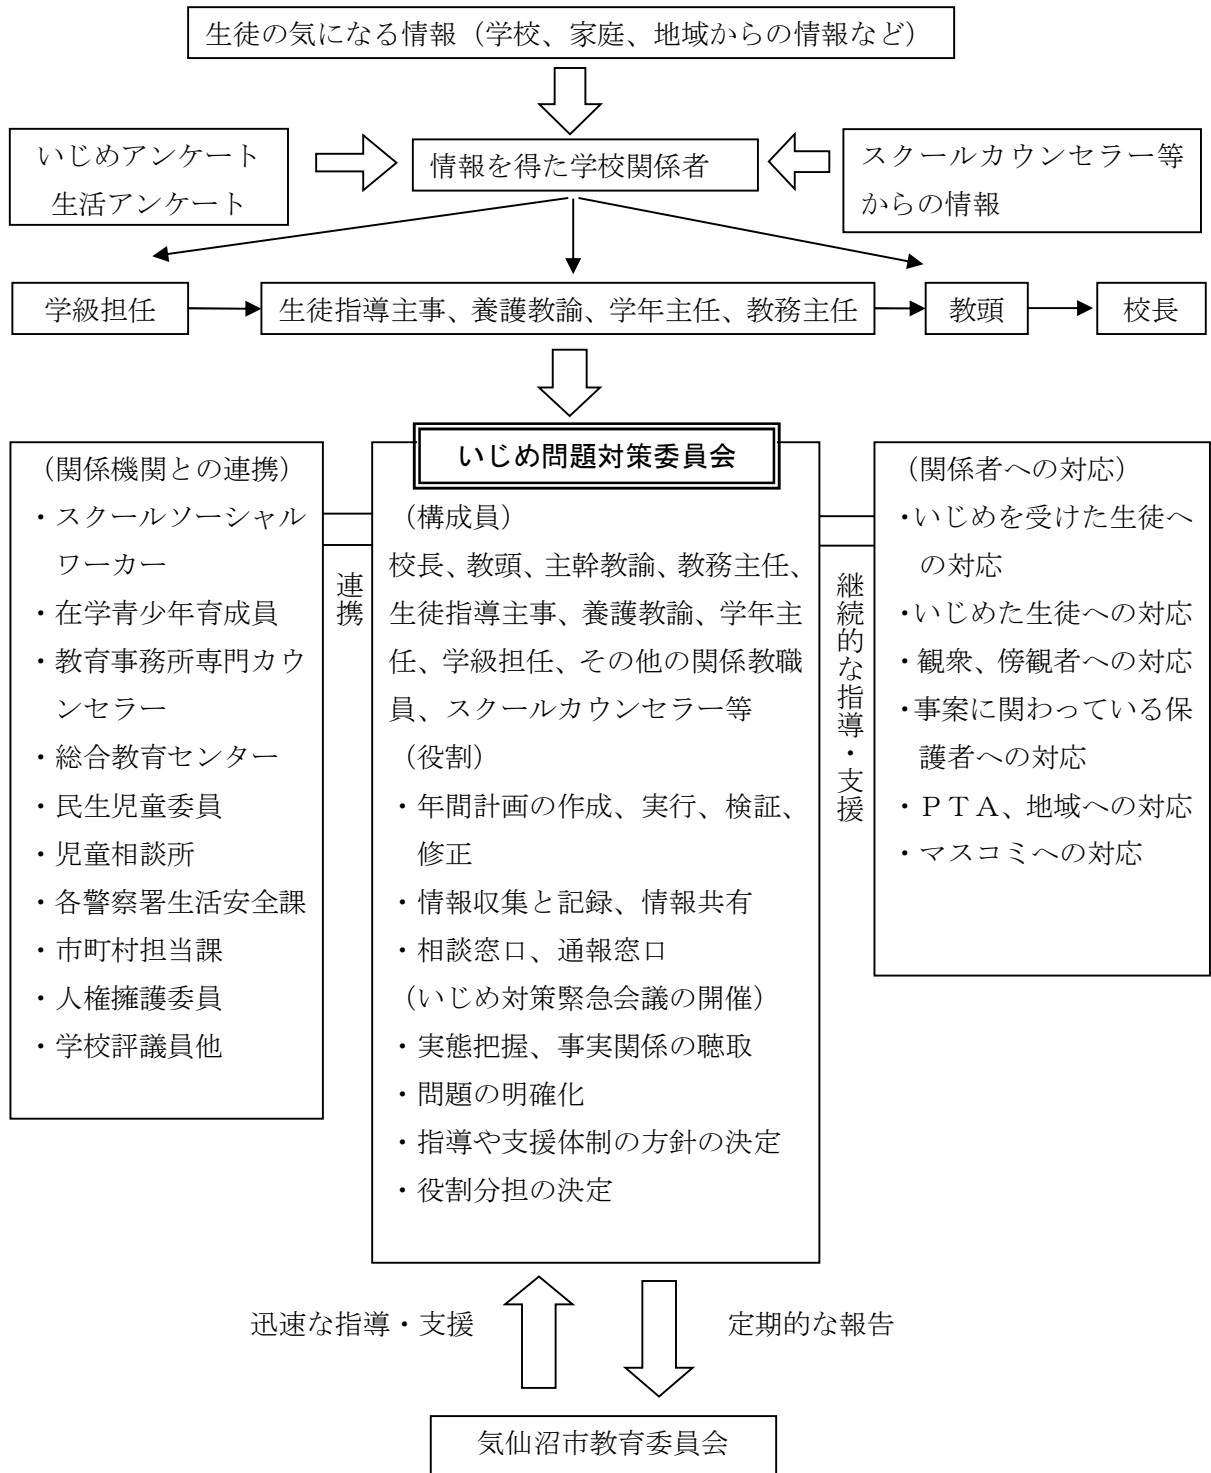 生徒の気になる情報（学校、家庭、地域からの情報など）
いじめアンケート
生活アンケート
情報を得た学校関係者
スクールカウンセラー等
からの情報
学級担任
生徒指導主事、養護教諭、学年主任、教務主任
教頭
校長
いじめ問題対策委員会
（関係機関との連携）
・スクールソーシャル
ワーカー
・在学青少年育成員
・教育事務所専門カウ
ンセラー
・総合教育センター
・民生児童委員
・児童相談所
・各警察署生活安全課
・市町村担当課
・人権擁護委員
・学校評議員他
連携
（構成員）
校長、教頭、主幹教諭、教務主任、
生徒指導主事、養護教諭、学年主
任、学級担任、その他の関係教職
員、スクールカウンセラー等
（役割）
・年間計画の作成、実行、検証、
修正
・情報収集と記録、情報共有
・相談窓口、通報窓口
（いじめ対策緊急会議の開催）
・実態把握、事実関係の聴取
・問題の明確化
・指導や支援体制の方針の決定
・役割分担の決定
継続的な指導・支援
（関係者への対応）
・いじめを受けた生徒へ
の対応
・いじめた生徒への対応
・観衆、傍観者への対応
・事案に関わっている保
護者への対応
・ＰＴＡ、地域への対応
・マスコミへの対応
迅速な指導・支援
定期的な報告
気仙沼市教育委員会